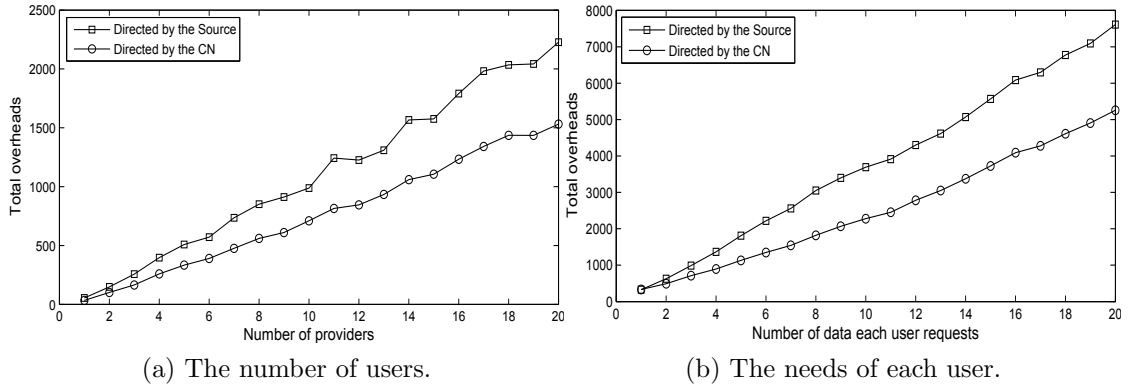 2500
2000
1500
1000
500
0
Total overheads
Directed by the Source
Directed by the CN
0 2 4 6 8 10 12 14 16 18 20
Number of providers
(a) The number of users.
8000
7000
6000
5000
4000
3000
2000
1000
0
Total overheads
Directed by the Source
Directed by the CN
0 2 4 6 8 10 12 14 16 18 20
Number of data each user requests
(b) The needs of each user.